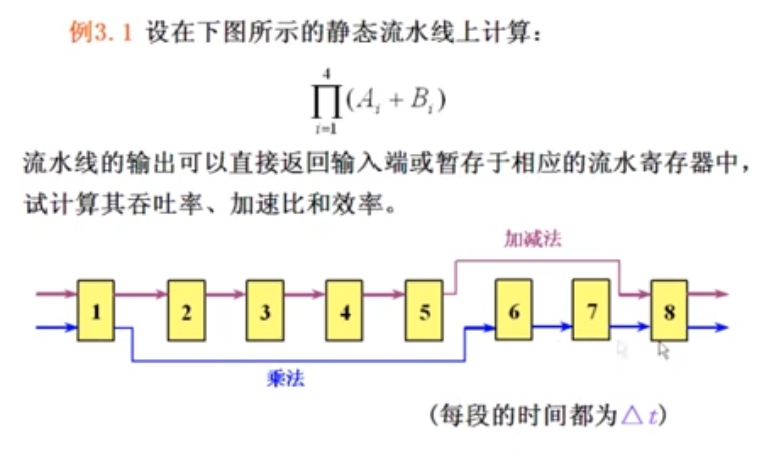 例3.1 设在下图所示的静态流水线上计算：
4
∏(A_i + B_i)
i=1
流水线的输出可以直接返回输入端或暂存于相应的流水寄存器中，
试计算其吞吐率、加速比和效率。
加减法
1 2 3 4 5 6 7 8
乘法
(每段的时间都为△t)